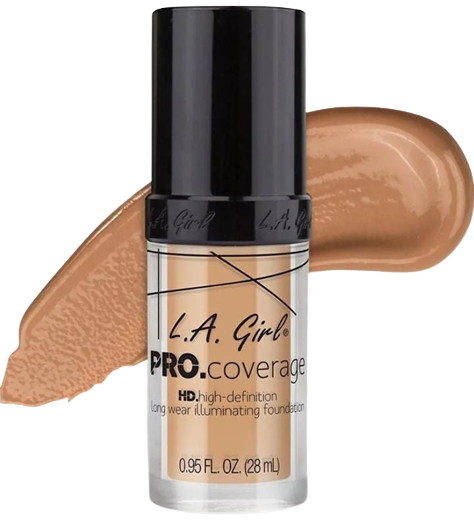 L.A. Girl L.A. Girl
L.A. Girl®
PRO.coverage
HD.high-definition
long wear illuminating foundation
0.95 FL. OZ. (28 mL)